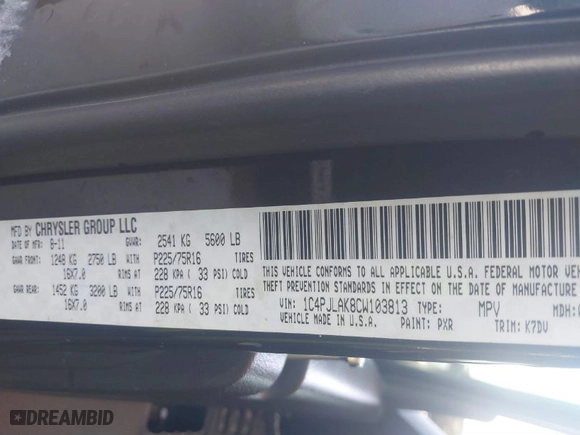 MFD BY CHRYSLER GROUP LLC
DATE OF MFR: 8-11 GVWR: 2541 KG 5600 LB
GAWR FRONT: 1248 KG 2750 LB WITH P225/75R16 TIRES
16X7.0 RIMS AT 228 KPA ( 33 PSI) COLD
GAWR REAR: 1452 KG 3200 LB WITH P225/75R16 TIRES
16X7.0 RIMS AT 228 KPA ( 33 PSI) COLD
THIS VEHICLE CONFORMS TO ALL APPLICABLE U.S.A. FEDERAL MOTOR
THEFT PREVENTION STANDARDS IN EFFECT ON THE DATE OF MANUFACTURE
VIN: 1C4PJLAK8CW103813 TYPE: MPV MDH:
VEHICLE MADE IN U.S.A. PAINT: PXR TRIM: K7DV
DREAMBID